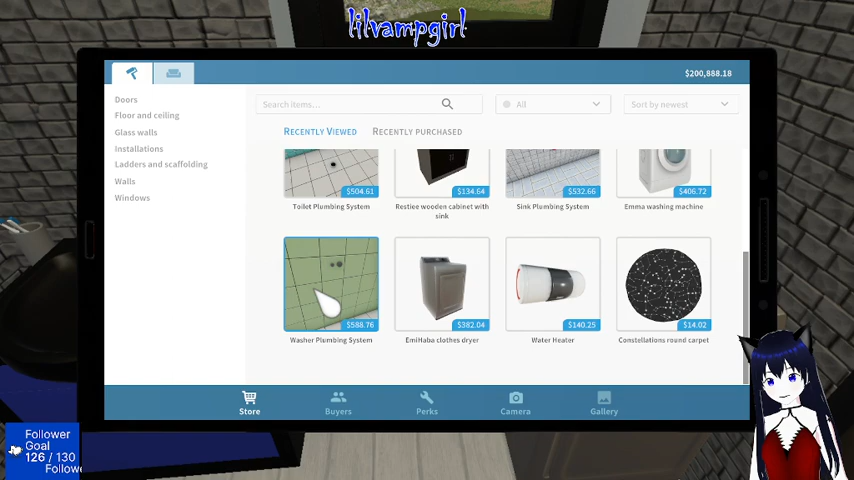 lilvampgirl
$200,888.18
Doors
Floor and ceiling
Glass walls
Installations
Ladders and scaffolding
Walls
Windows
Search items...
All
Sort by newest
RECENTLY VIEWED
RECENTLY PURCHASED
$504.61
$134.64
$532.66
$406.72
Toilet Plumbing System
Restiee wooden cabinet with
sink
Sink Plumbing System
Emma washing machine
$588.76
$382.04
$140.25
$14.02
Washer Plumbing System
EmiHaba clothes dryer
Water Heater
Constellations round carpet
Store
Buyers
Perks
Camera
Gallery
Follower
Goal
126 / 130
Followe